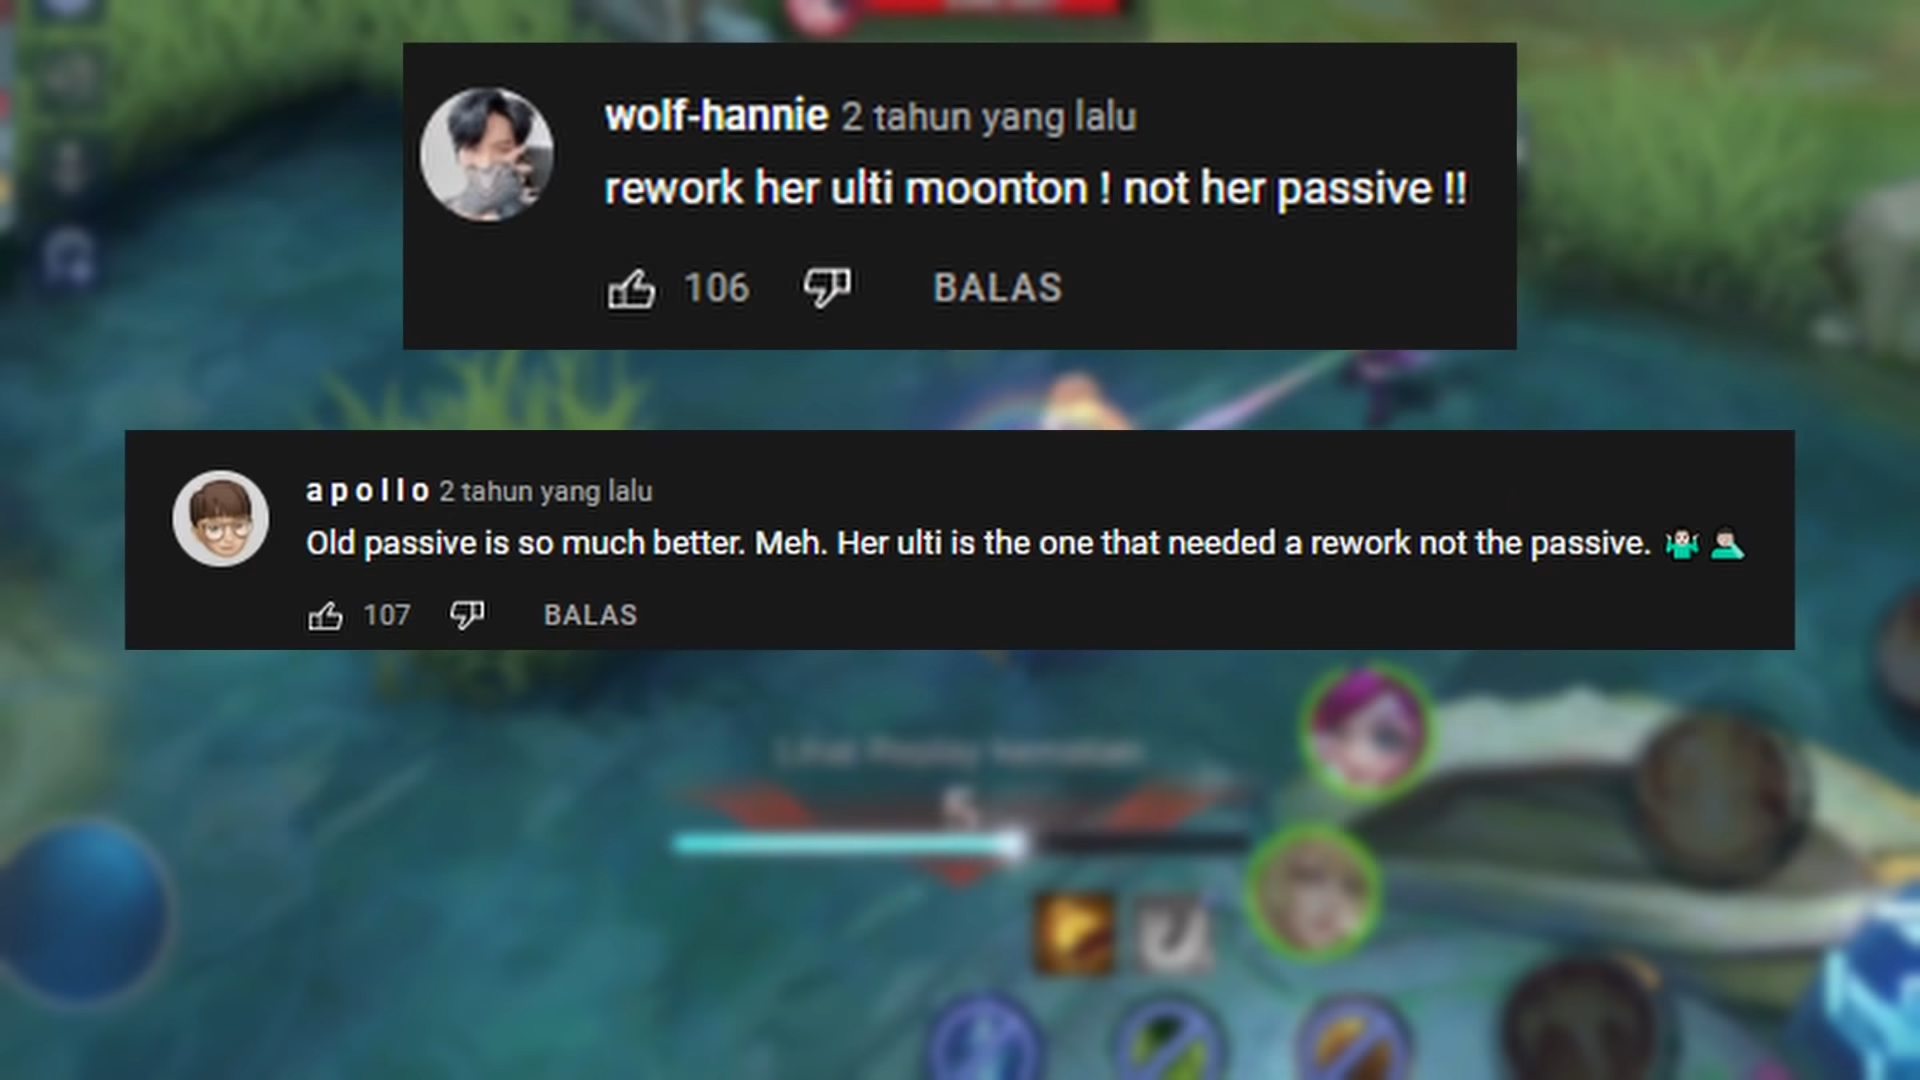 wolf-hannie 2 tahun yang lalu
rework her ulti moonton ! not her passive !!
106 BALAS
a p o l l o 2 tahun yang lalu
Old passive is so much better. Meh. Her ulti is the one that needed a rework not the passive. 🤷🏻‍♂️ 🤦🏻‍♂️
107 BALAS
5